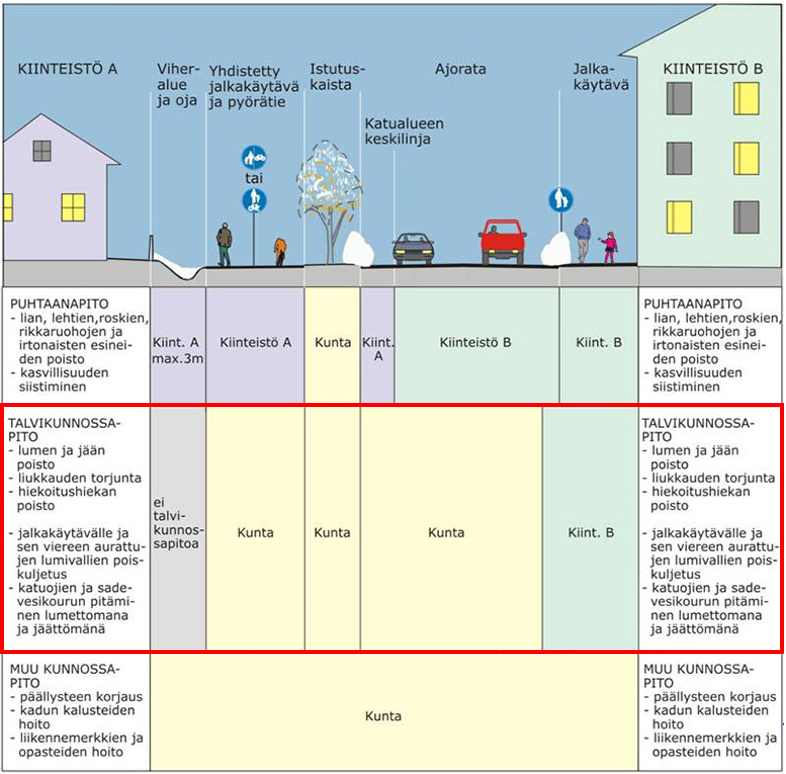 KIINTEISTÖ A
Viher-
alue
ja oja
Yhdistetty
jalkakäytävä
ja pyörätie
Istutus-
kaista
Ajorata
Jalka-
käytävä
KIINTEISTÖ B
Katualueen
keskilinja
tai
PUHTAANAPITO
- lian, lehtien,roskien,
rikkaruohojen ja
irtonaisten esinei-
den poisto
- kasvillisuuden
siistiminen
Kiint. A
max.3m
Kiinteistö A
Kunta
Kiint.
A
Kiinteistö B
Kiint. B
PUHTAANAPITO
- lian, lehtien,roskien,
rikkaruohojen ja
irtonaisten esinei-
den poisto
- kasvillisuuden
siistiminen
TALVIKUNNOSSA-
PITO
- lumen ja jään
poisto
- liukkauden torjunta
- hiekoitushiekan
poisto
- jalkakäytävälle ja
sen viereen aurattu-
jen lumivallien pois-
kuljetus
- katuojien ja sade-
vesikourun pitämi-
nen lumettomana
ja jäättömänä
ei
talvi-
kunnos-
sapitoa
Kunta
Kunta
Kunta
Kiint. B
TALVIKUNNOSSA-
PITO
- lumen ja jään
poisto
- liukkauden torjunta
- hiekoitushiekan
poisto
- jalkakäytävälle ja
sen viereen aurattu-
jen lumivallien pois-
kuljetus
- katuojien ja sade-
vesikourun pitämi-
nen lumettomana
ja jäättömänä
MUU KUNNOSSA-
PITO
- päällysteen korjaus
- kadun kalusteiden
hoito
- liikennemerkkien ja
opasteiden hoito
Kunta
MUU KUNNOSSA-
PITO
- päällysteen korjaus
- kadun kalusteiden
hoito
- liikennemerkkien ja
opasteiden hoito